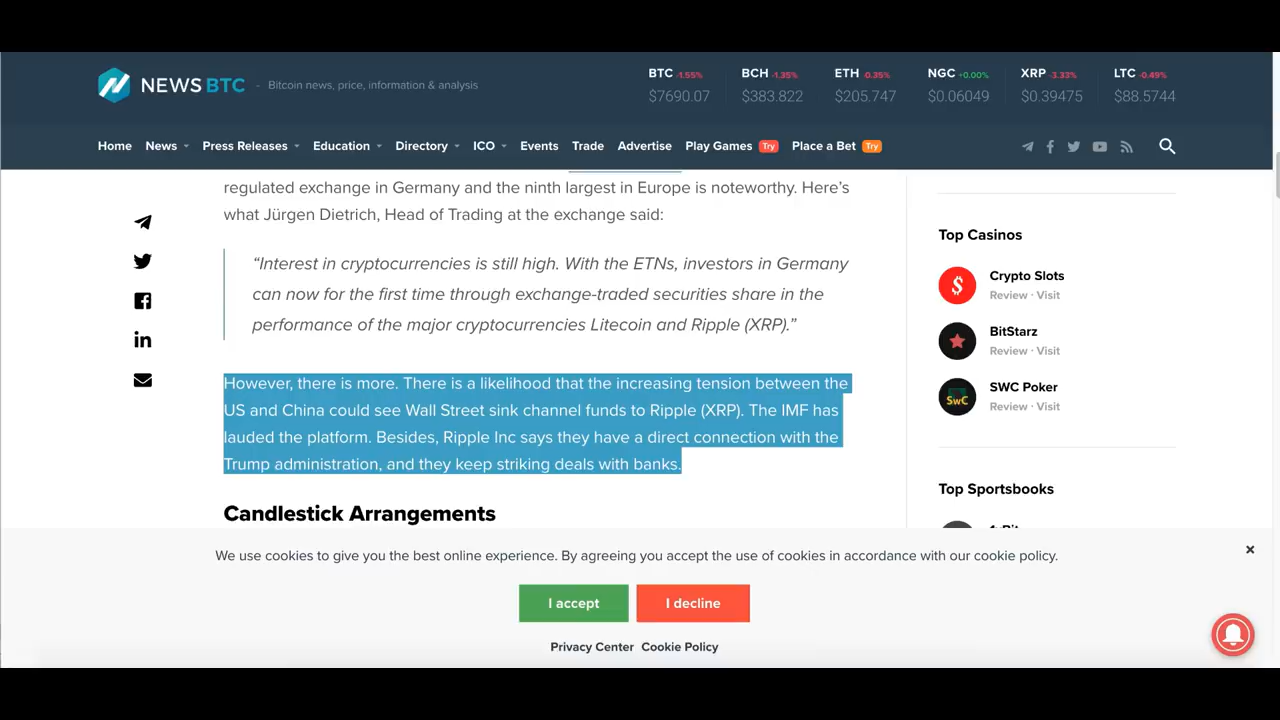 NEWS BTC - Bitcoin news, price, information & analysis
BTC -1.55% BCH -1.35% ETH -0.35% NGC +0.00% XRP -3.33% LTC -0.49%
$7690.07 $383.822 $205.747 $0.06049 $0.39475 $88.5744
Home News Press Releases Education Directory ICO Events Trade Advertise Play Games Try Place a Bet Try
regulated exchange in Germany and the ninth largest in Europe is noteworthy. Here's
what Jürgen Dietrich, Head of Trading at the exchange said:
“Interest in cryptocurrencies is still high. With the ETNs, investors in Germany
can now for the first time through exchange-traded securities share in the
performance of the major cryptocurrencies Litecoin and Ripple (XRP).”
However, there is more. There is a likelihood that the increasing tension between the
US and China could see Wall Street sink channel funds to Ripple (XRP). The IMF has
lauded the platform. Besides, Ripple Inc says they have a direct connection with the
Trump administration, and they keep striking deals with banks.
Candlestick Arrangements
Top Casinos
Crypto Slots
Review · Visit
BitStarz
Review · Visit
SWC Poker
SwC
Review · Visit
Top Sportsbooks
We use cookies to give you the best online experience. By agreeing you accept the use of cookies in accordance with our cookie policy.
×
I accept I decline
Privacy Center Cookie Policy